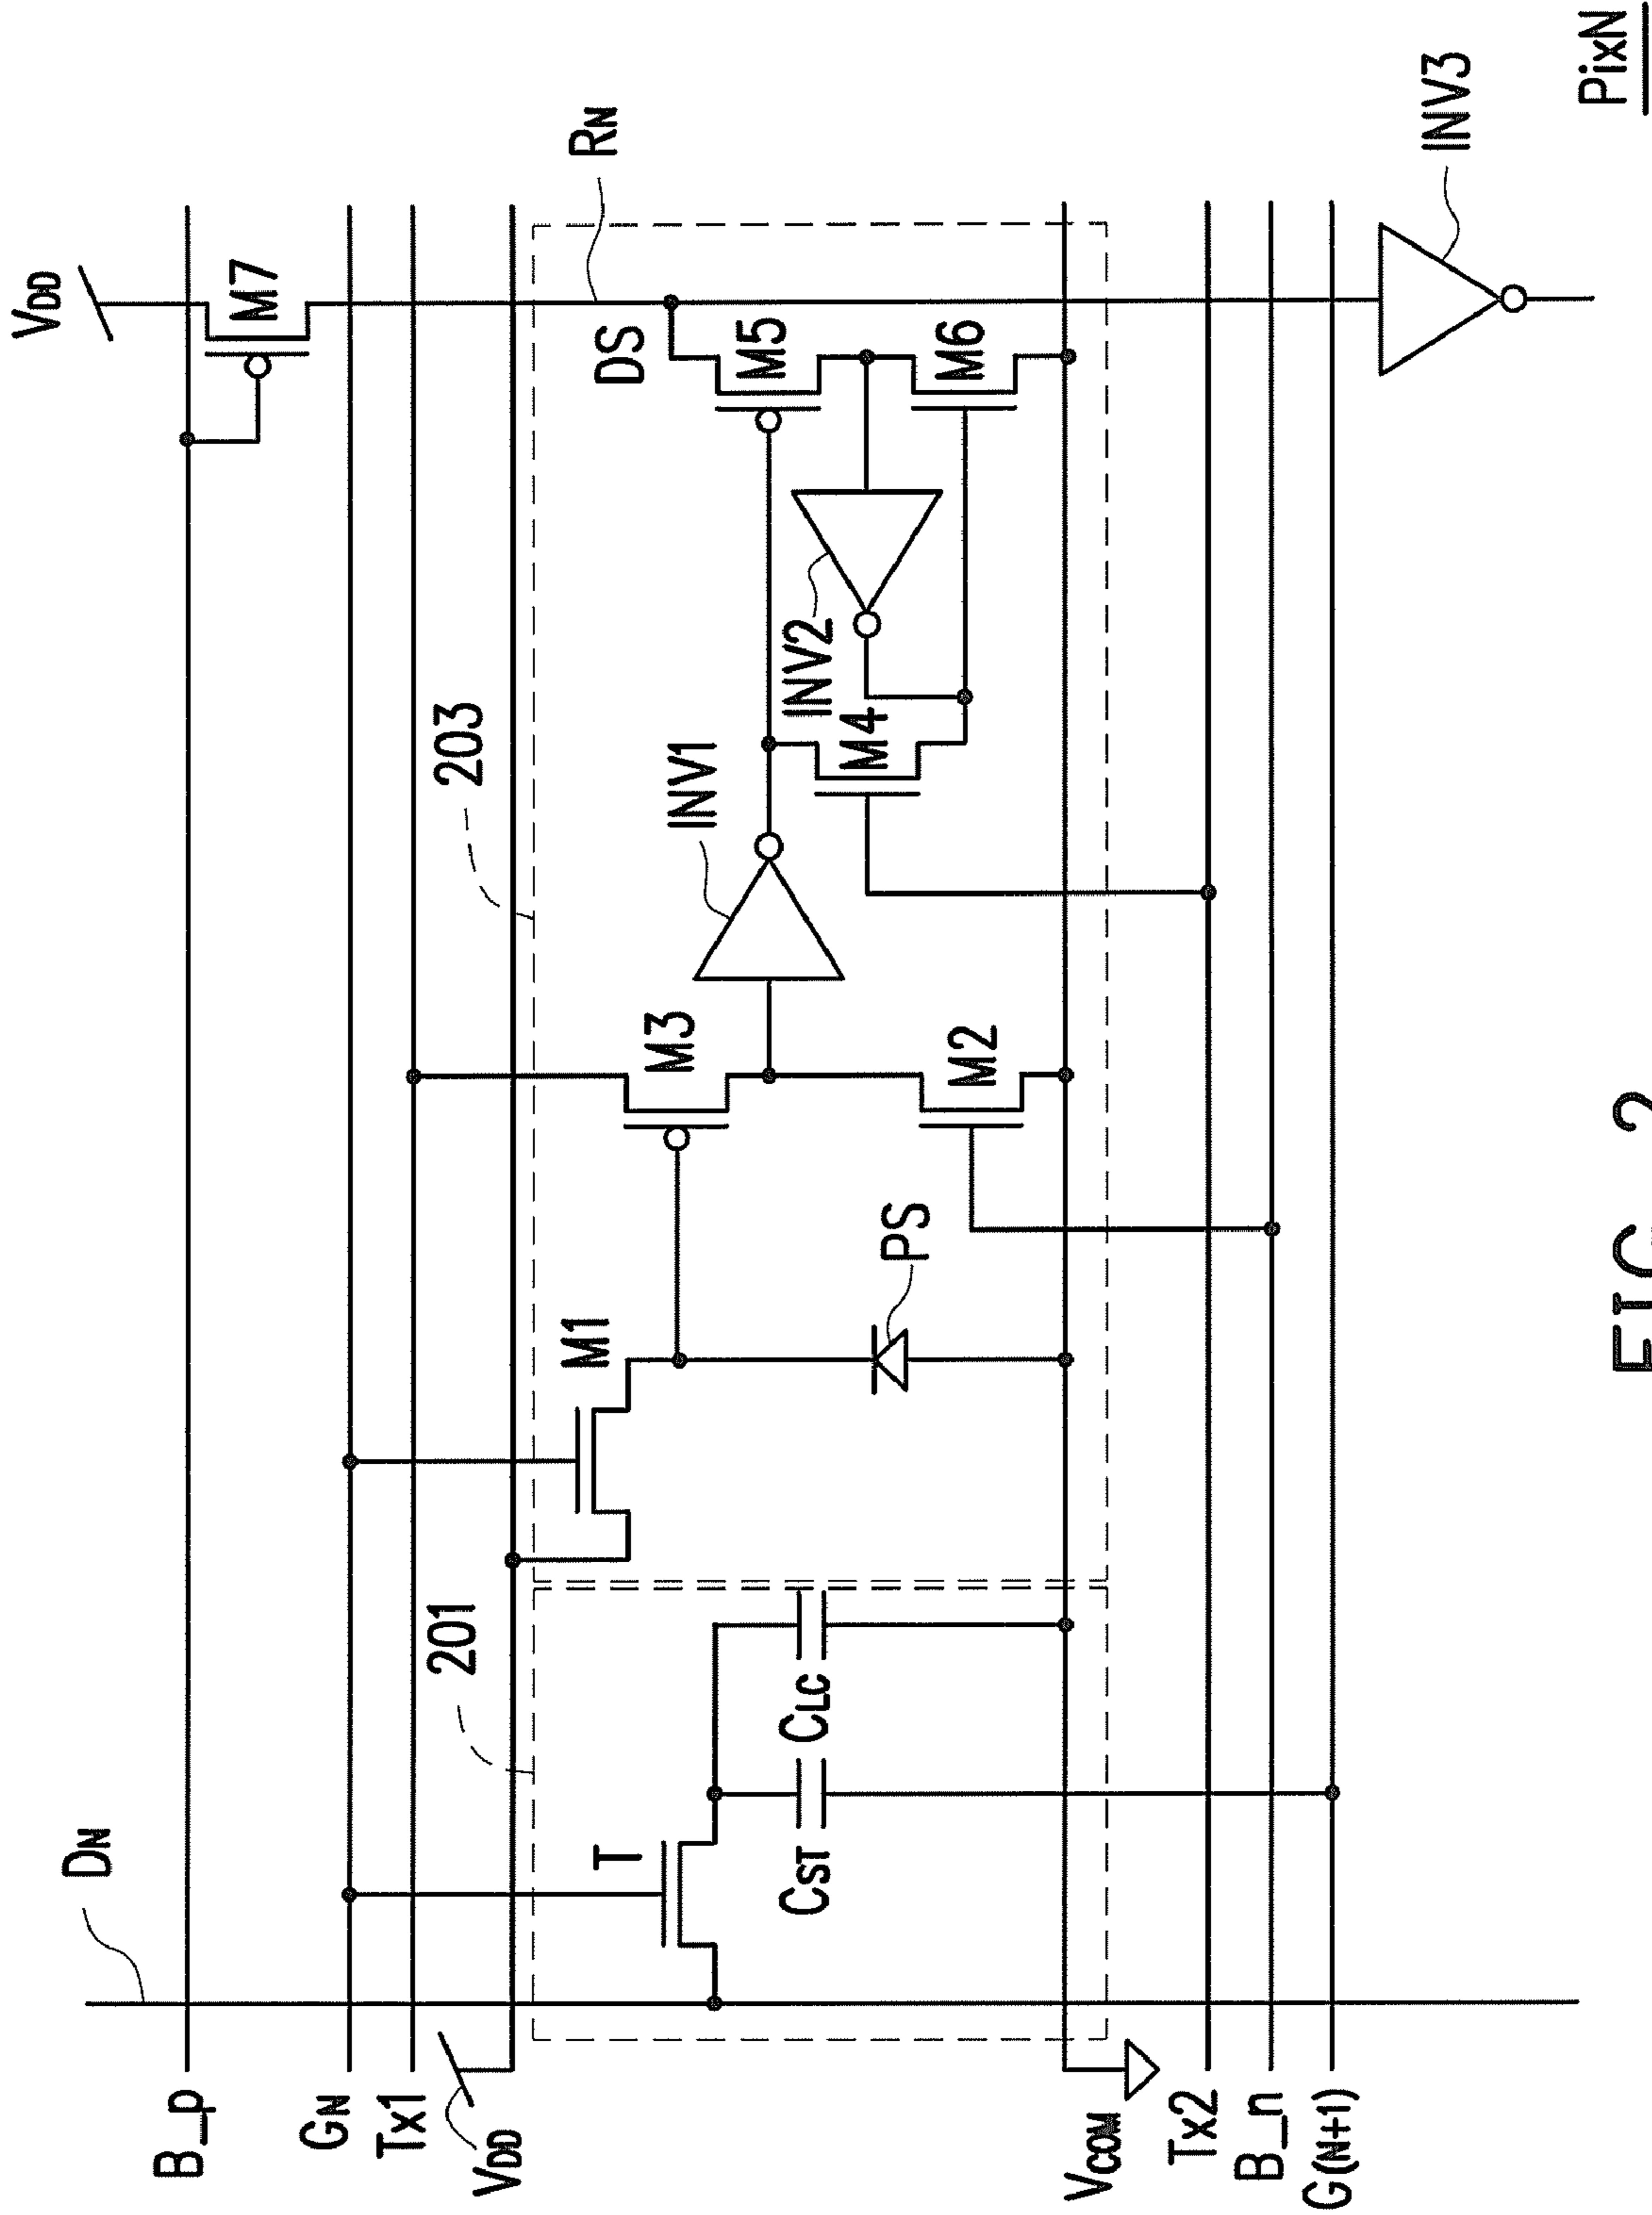 VDD
B_p
M7
GN
Tx1
VDD
DN
201
203
RN
T
CST
CLC
M1
PS
M3
M2
INV1
M4
INV2
DS
M5
M6
VCOM
Tx2
B_n
G(N+1)
INV3
PixN
FIG. 2